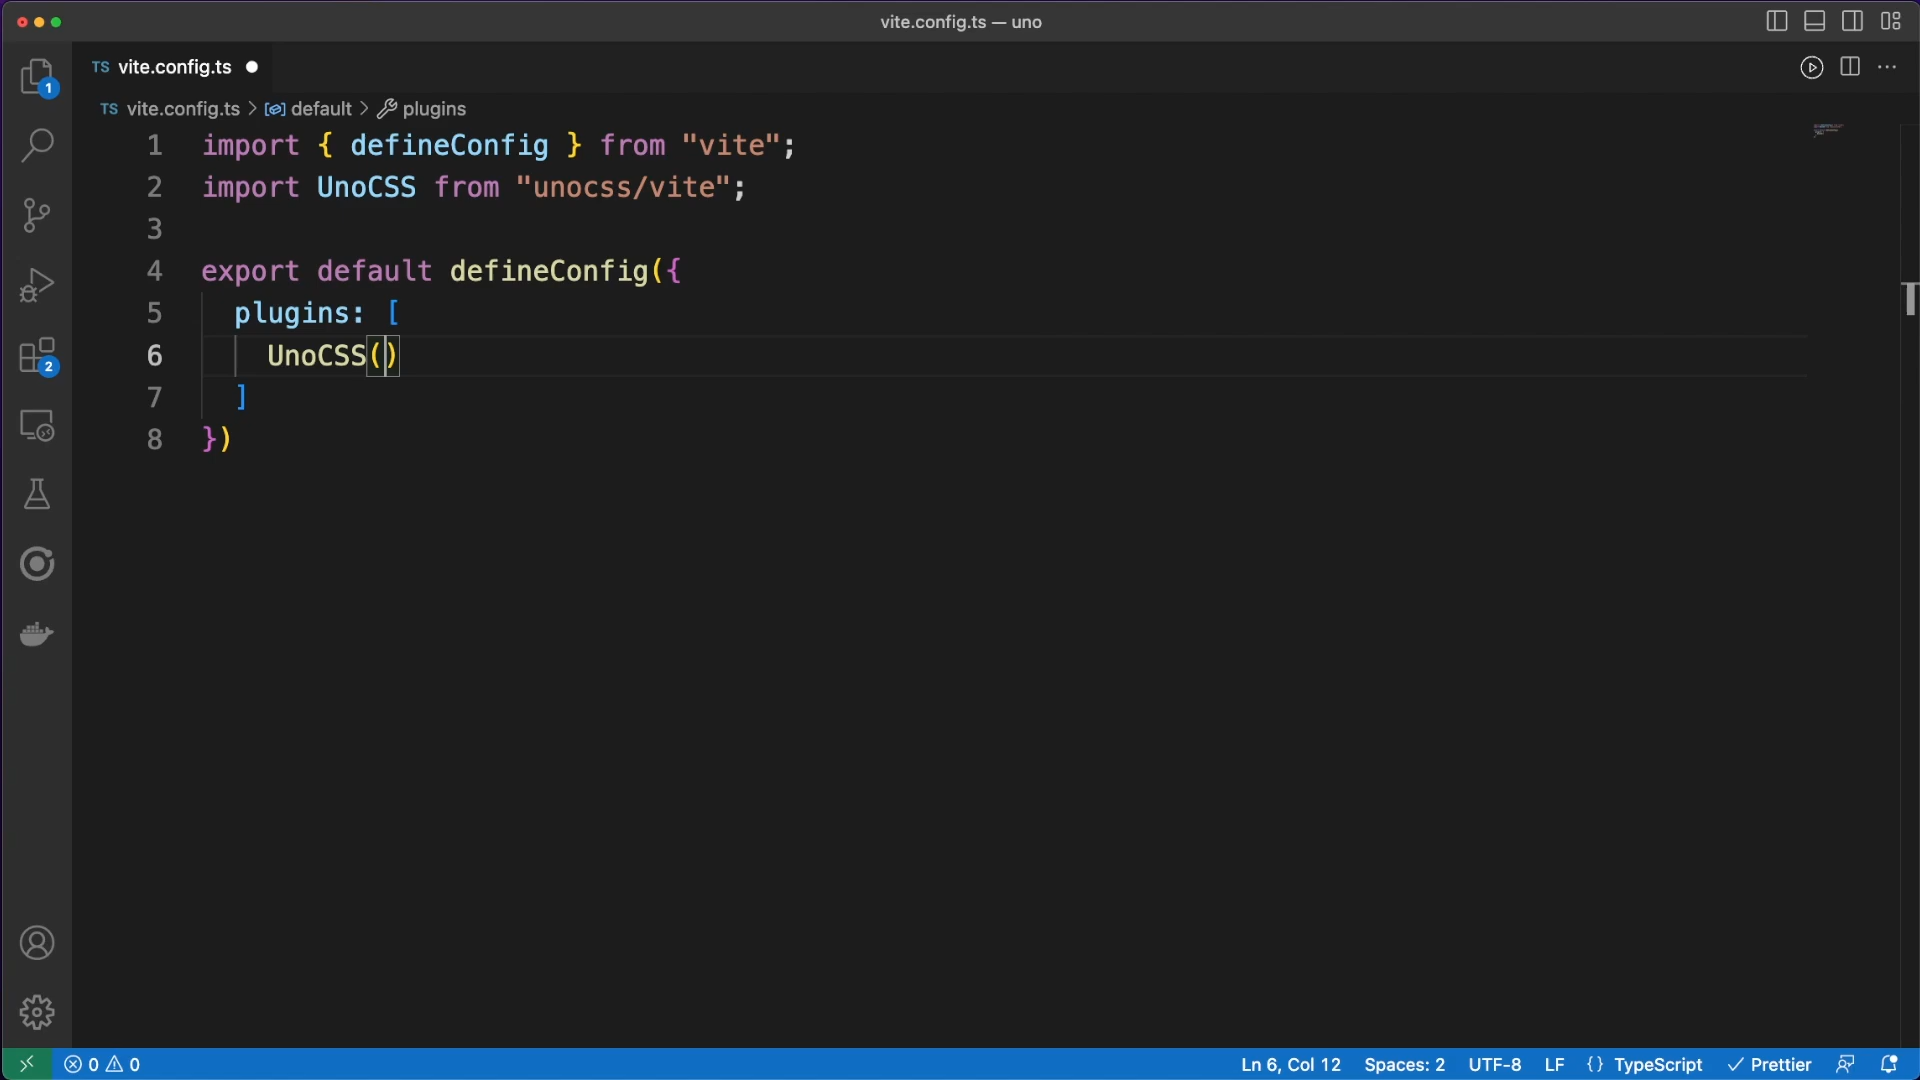 vite.config.ts — uno
TS vite.config.ts
TS vite.config.ts > default > plugins
1 import { defineConfig } from "vite";
2 import UnoCSS from "unocss/vite";
3
4 export default defineConfig({
5 plugins: [
6 UnoCSS()
7 ]
8 })
1
2
T
0 0 Ln 6, Col 12 Spaces: 2 UTF-8 LF {} TypeScript Prettier